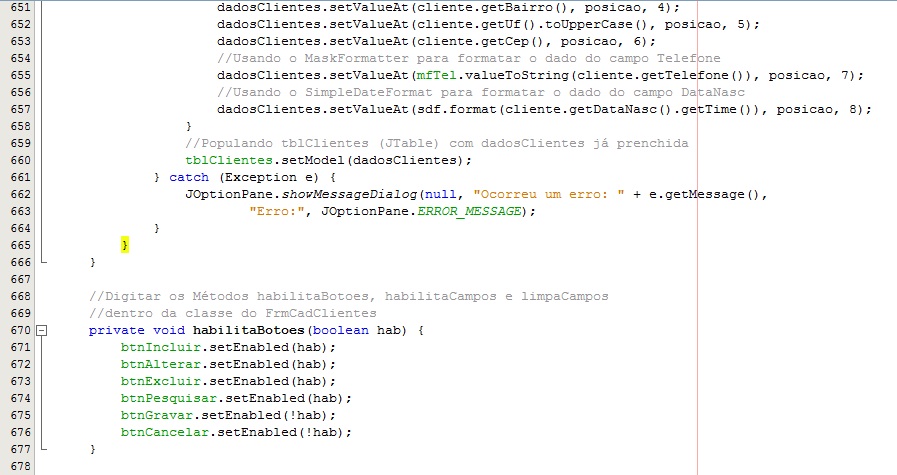 651 dadosClientes.setValueAt(cliente.getBairro(), posicao, 4);
652 dadosClientes.setValueAt(cliente.getUf().toUpperCase(), posicao, 5);
653 dadosClientes.setValueAt(cliente.getCep(), posicao, 6);
654 //Usando o MaskFormatter para formatar o dado do campo Telefone
655 dadosClientes.setValueAt(mfTel.valueToString(cliente.getTelefone()), posicao, 7);
656 //Usando o SimpleDateFormat para formatar o dado do campo DataNasc
657 dadosClientes.setValueAt(sdf.format(cliente.getDataNasc().getTime()), posicao, 8);
658 }
659 //Populando tblClientes (JTable) com dadosClientes já prenchida
660 tblClientes.setModel(dadosClientes);
661 } catch (Exception e) {
662 JOptionPane.showMessageDialog(null, "Ocorreu um erro: " + e.getMessage(),
663 "Erro:", JOptionPane.ERROR_MESSAGE);
664 }
665 }
666 }
667
668 //Digitar os Métodos habilitaBotoes, habilitaCampos e limpaCampos
669 //dentro da classe do FrmCadClientes
670 private void habilitaBotoes(boolean hab) {
671 btnIncluir.setEnabled(hab);
672 btnAlterar.setEnabled(hab);
673 btnExcluir.setEnabled(hab);
674 btnPesquisar.setEnabled(hab);
675 btnGravar.setEnabled(!hab);
676 btnCancelar.setEnabled(!hab);
677 }
678